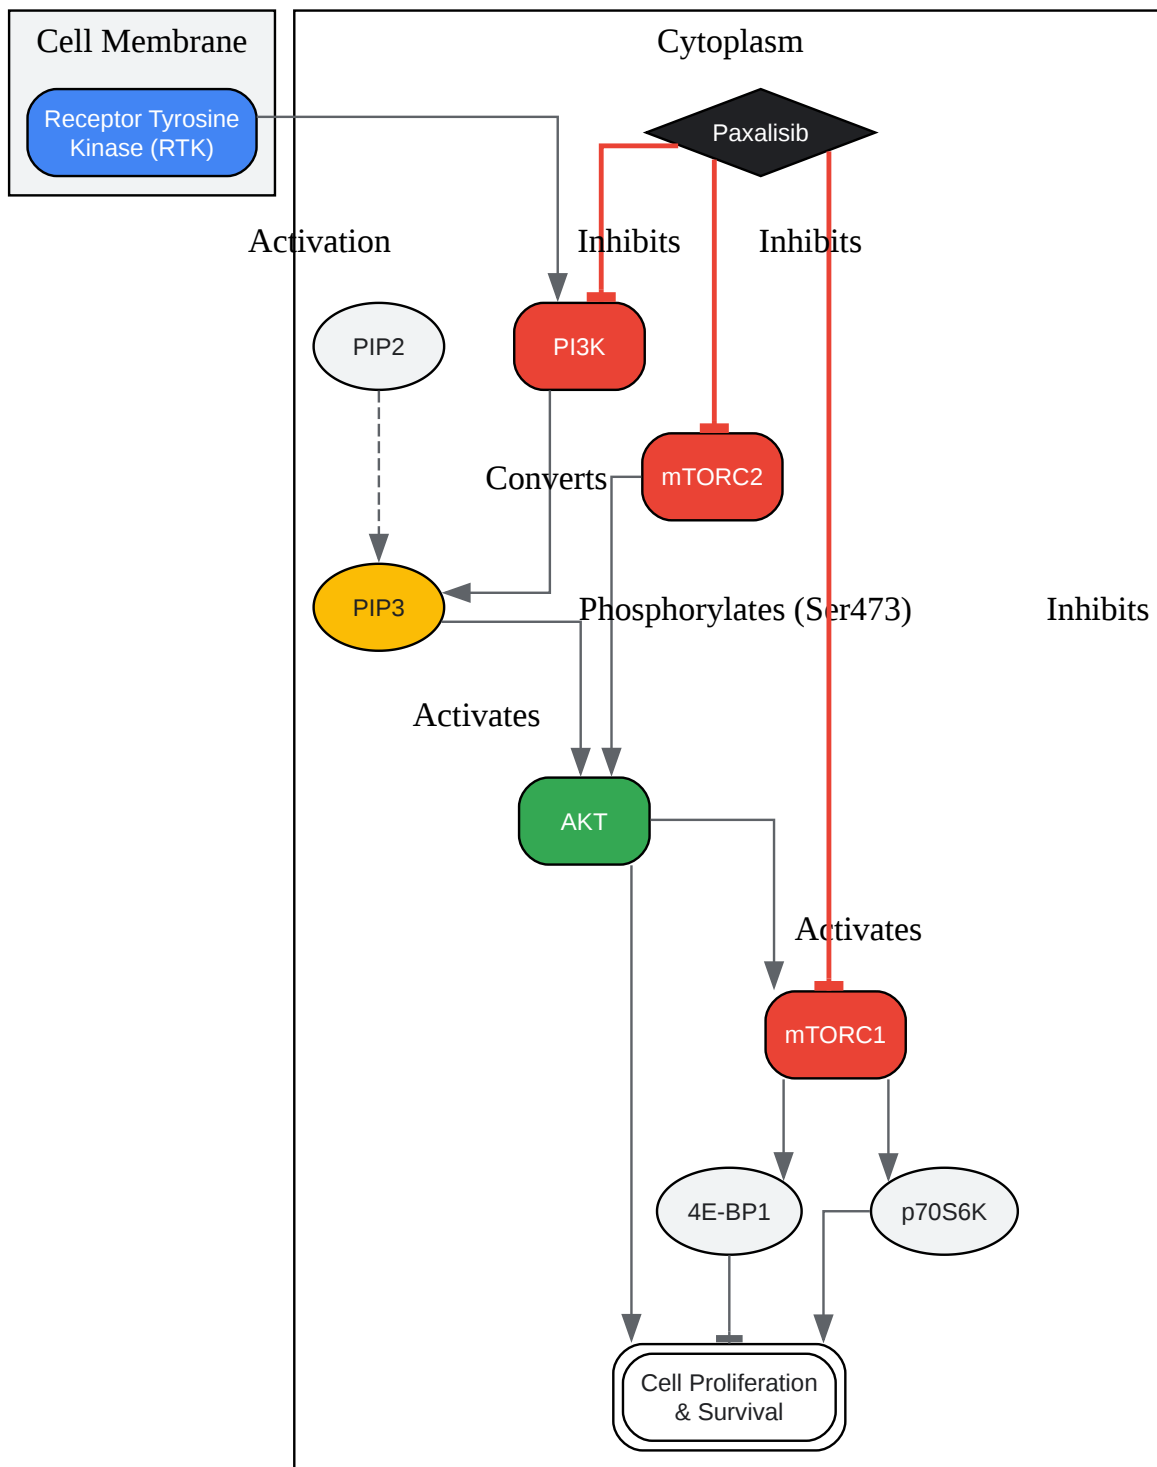 Cell Membrane
Cytoplasm
Receptor Tyrosine
Kinase (RTK)
Paxalisib
Activation
Inhibits
Inhibits
PIP2
PI3K
Converts
mTORC2
PIP3
Phosphorylates (Ser473)
Inhibits
Activates
AKT
Activates
mTORC1
4E-BP1
p70S6K
Cell Proliferation
& Survival